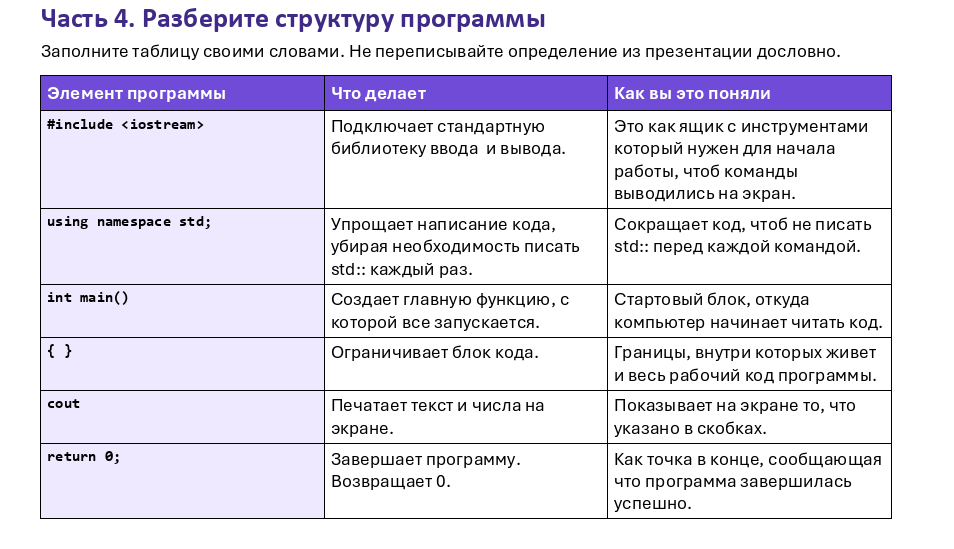 Часть 4. Разберите структуру программы
Заполните таблицу своими словами. Не переписывайте определение из презентации дословно.
Элемент программы
Что делает
Как вы это поняли
#include <iostream>
Подключает стандартную
библиотеку ввода и вывода.
Это как ящик с инструментами
который нужен для начала
работы, чтоб команды
выводились на экран.
using namespace std;
Упрощает написание кода,
убирая необходимость писать
std:: каждый раз.
Сокращает код, чтоб не писать
std:: перед каждой командой.
int main()
Создает главную функцию, с
которой все запускается.
Стартовый блок, откуда
компьютер начинает читать код.
{ }
Ограничивает блок кода.
Границы, внутри которых живет
и весь рабочий код программы.
cout
Печатает текст и числа на
экране.
Показывает на экране то, что
указано в скобках.
return 0;
Завершает программу.
Возвращает 0.
Как точка в конце, сообщающая
что программа завершилась
успешно.